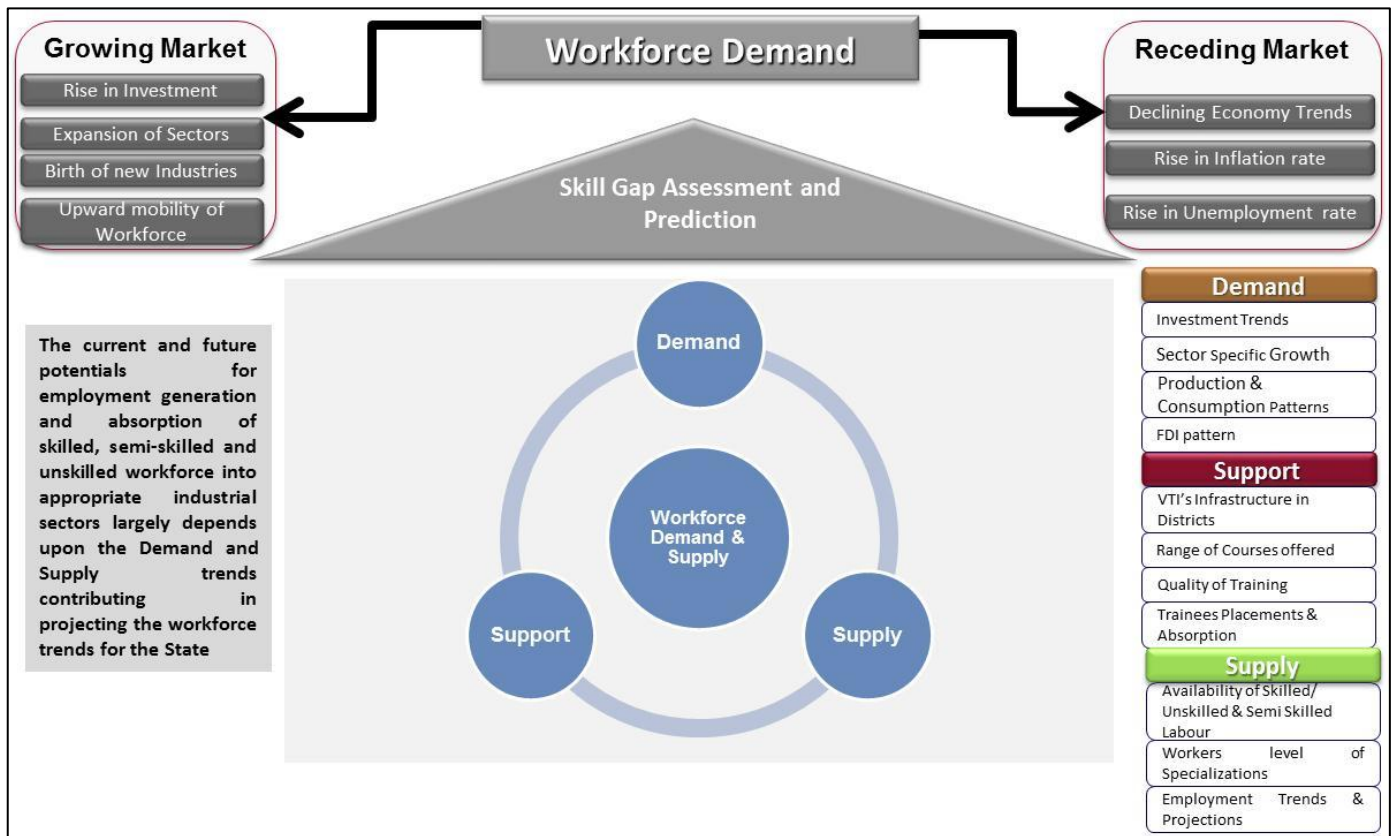 Growing Market
Rise in Investment
Expansion of Sectors
Birth of new Industries
Upward mobility of
Workforce
Workforce Demand
Receding Market
Declining Economy Trends
Rise in Inflation rate
Rise in Unemployment rate
Skill Gap Assessment and
Prediction
The current and future
potentials for
employment generation
and absorption of
skilled, semi-skilled and
unskilled workforce into
appropriate industrial
sectors largely depends
upon the Demand and
Supply trends
contributing in
projecting the workforce
trends for the State
Demand
Workforce
Demand &
Supply
Support
Supply
Demand
Investment Trends
Sector Specific Growth
Production &
Consumption Patterns
FDI pattern
Support
VTI's Infrastructure in
Districts
Range of Courses offered
Quality of Training
Trainees Placements &
Absorption
Supply
Availability of Skilled/
Unskilled & Semi Skilled
Labour
Workers level of
Specializations
Employment Trends &
Projections